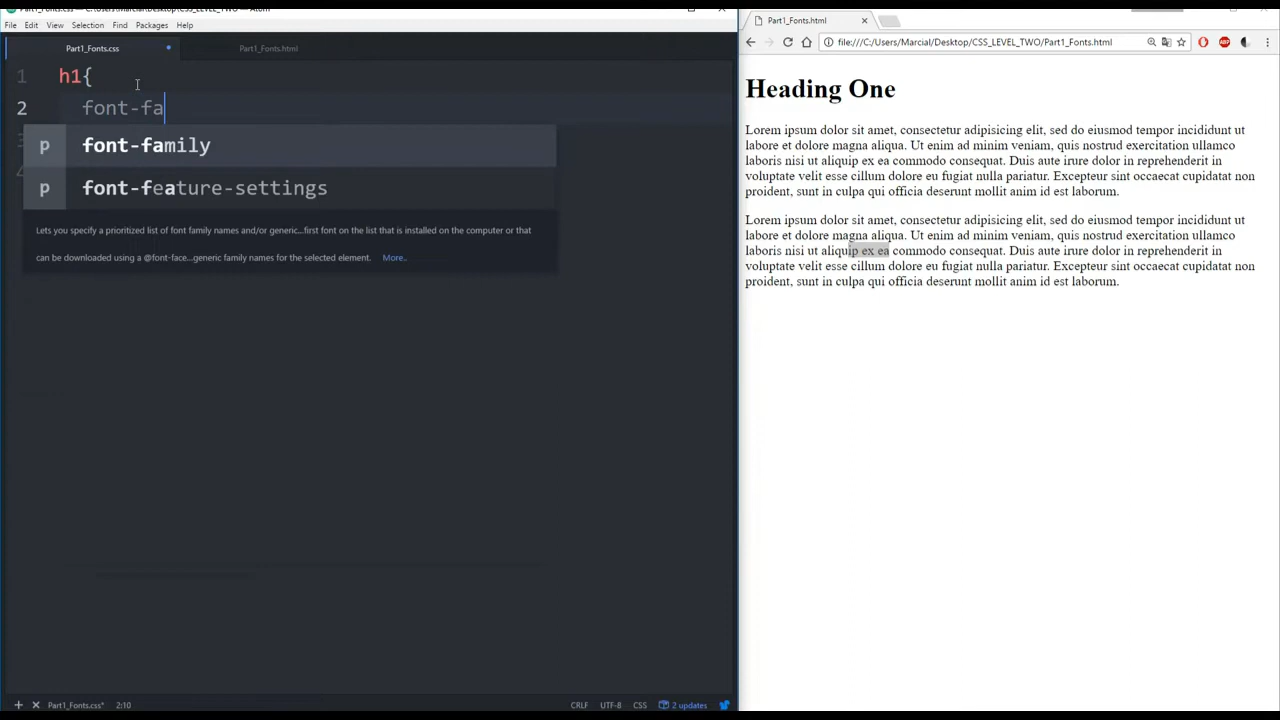 Part1_Fonts.css — C:\Users\Marcial\Desktop\CSS_LEVEL_TWO — Atom
File Edit View Selection Find Packages Help
Part1_Fonts.css Part1_Fonts.html
1 h1{
2 font-fa
p font-family
p font-feature-settings
Lets you specify a prioritized list of font family names and/or generic...first font on the list that is installed on the computer or that
can be downloaded using a @font-face...generic family names for the selected element. More..
Part1_Fonts.css* 2:10 CRLF UTF-8 CSS 2 updates
Part1_Fonts.html
file:///C:/Users/Marcial/Desktop/CSS_LEVEL_TWO/Part1_Fonts.html ABP
Heading One
Lorem ipsum dolor sit amet, consectetur adipisicing elit, sed do eiusmod tempor incididunt ut
labore et dolore magna aliqua. Ut enim ad minim veniam, quis nostrud exercitation ullamco
laboris nisi ut aliquip ex ea commodo consequat. Duis aute irure dolor in reprehenderit in
voluptate velit esse cillum dolore eu fugiat nulla pariatur. Excepteur sint occaecat cupidatat non
proident, sunt in culpa qui officia deserunt mollit anim id est laborum.
Lorem ipsum dolor sit amet, consectetur adipisicing elit, sed do eiusmod tempor incididunt ut
labore et dolore magna aliqua. Ut enim ad minim veniam, quis nostrud exercitation ullamco
laboris nisi ut aliquip ex ea commodo consequat. Duis aute irure dolor in reprehenderit in
voluptate velit esse cillum dolore eu fugiat nulla pariatur. Excepteur sint occaecat cupidatat non
proident, sunt in culpa qui officia deserunt mollit anim id est laborum.